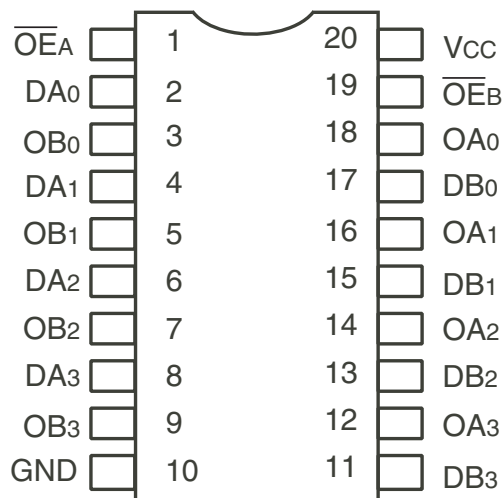 OEA 1 20 VCC
DA0 2 19 OEB
OB0 3 18 OA0
DA1 4 17 DB0
OB1 5 16 OA1
DA2 6 15 DB1
OB2 7 14 OA2
DA3 8 13 DB2
OB3 9 12 OA3
GND 10 11 DB3